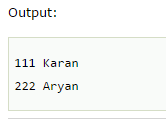 Output:
111 Karan
222 Aryan